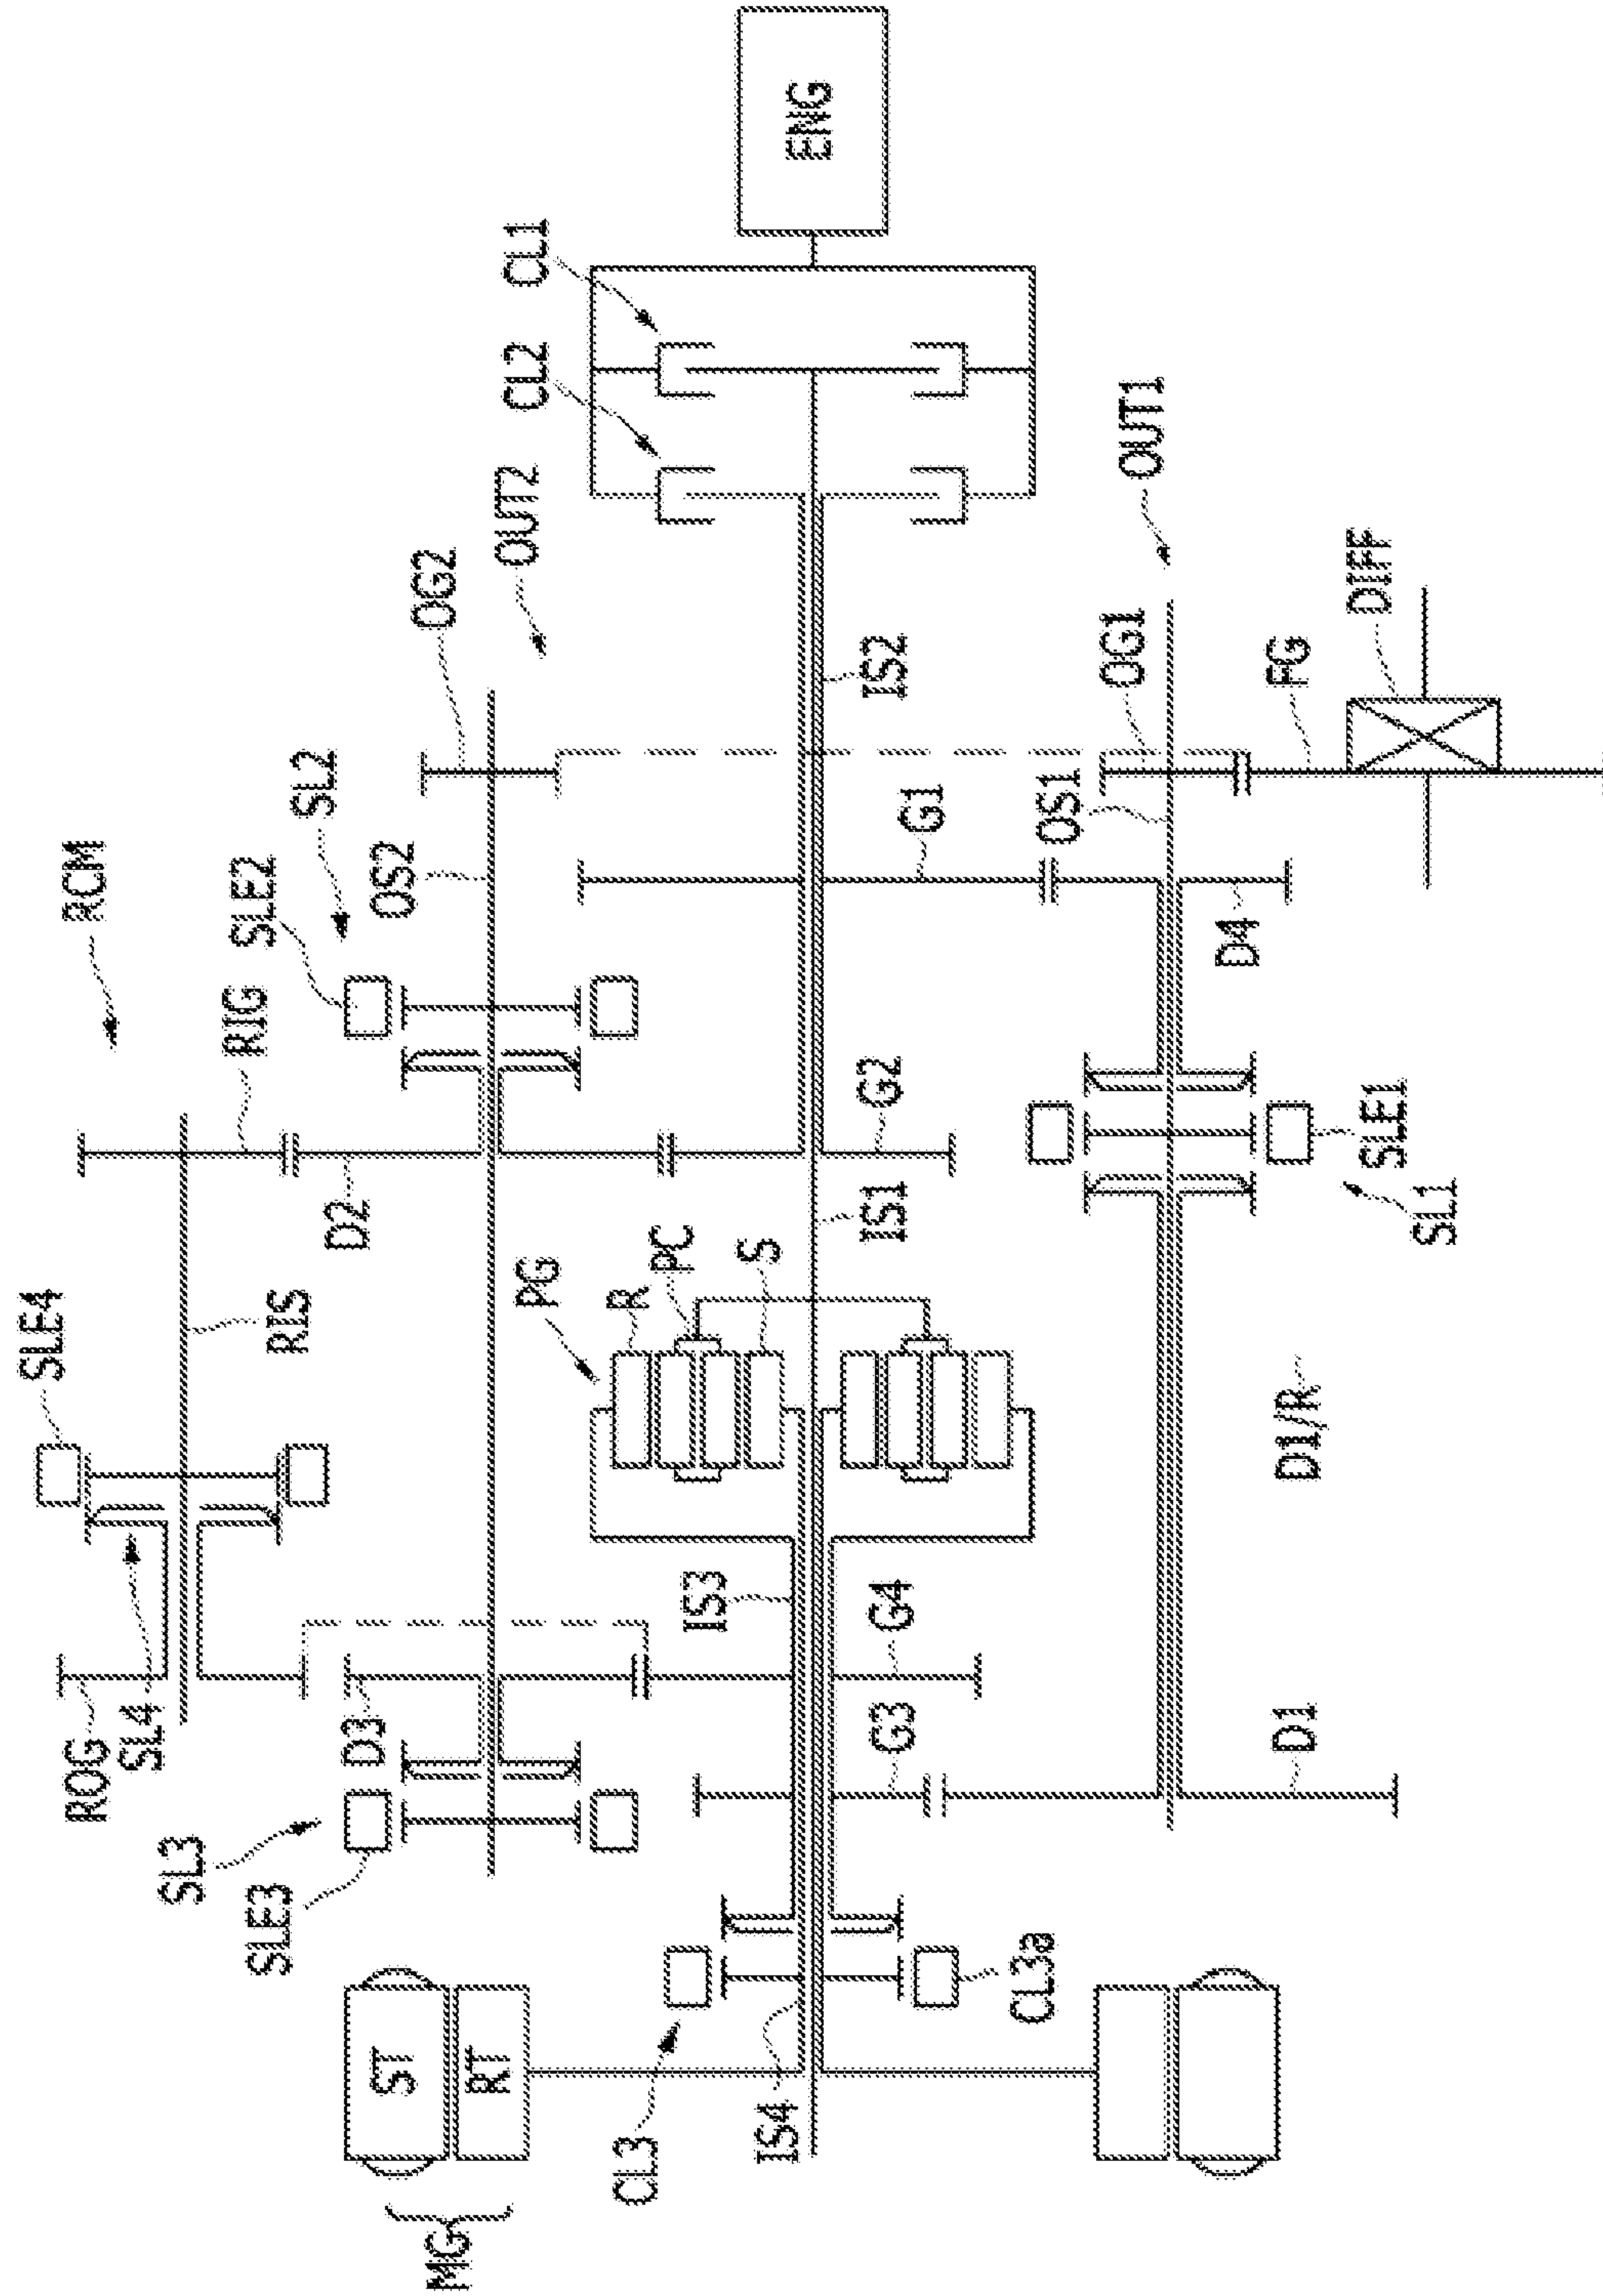 ENG
CL1
CL2
OUT2
OG2
IS2
OUT1
DIFF
OG1
FG
OS1
G1
D4
SL2
SLE2
OS2
RCM
RIG
D2
G2
IS1
SLE1
SL1
PG
R
PC
S
SLE4
RIS
D1/R
IS3
G4
G3
D1
ROG
SL4
D3
SL3
SLE3
CL3a
CL3
IS4
ST
RT
MG